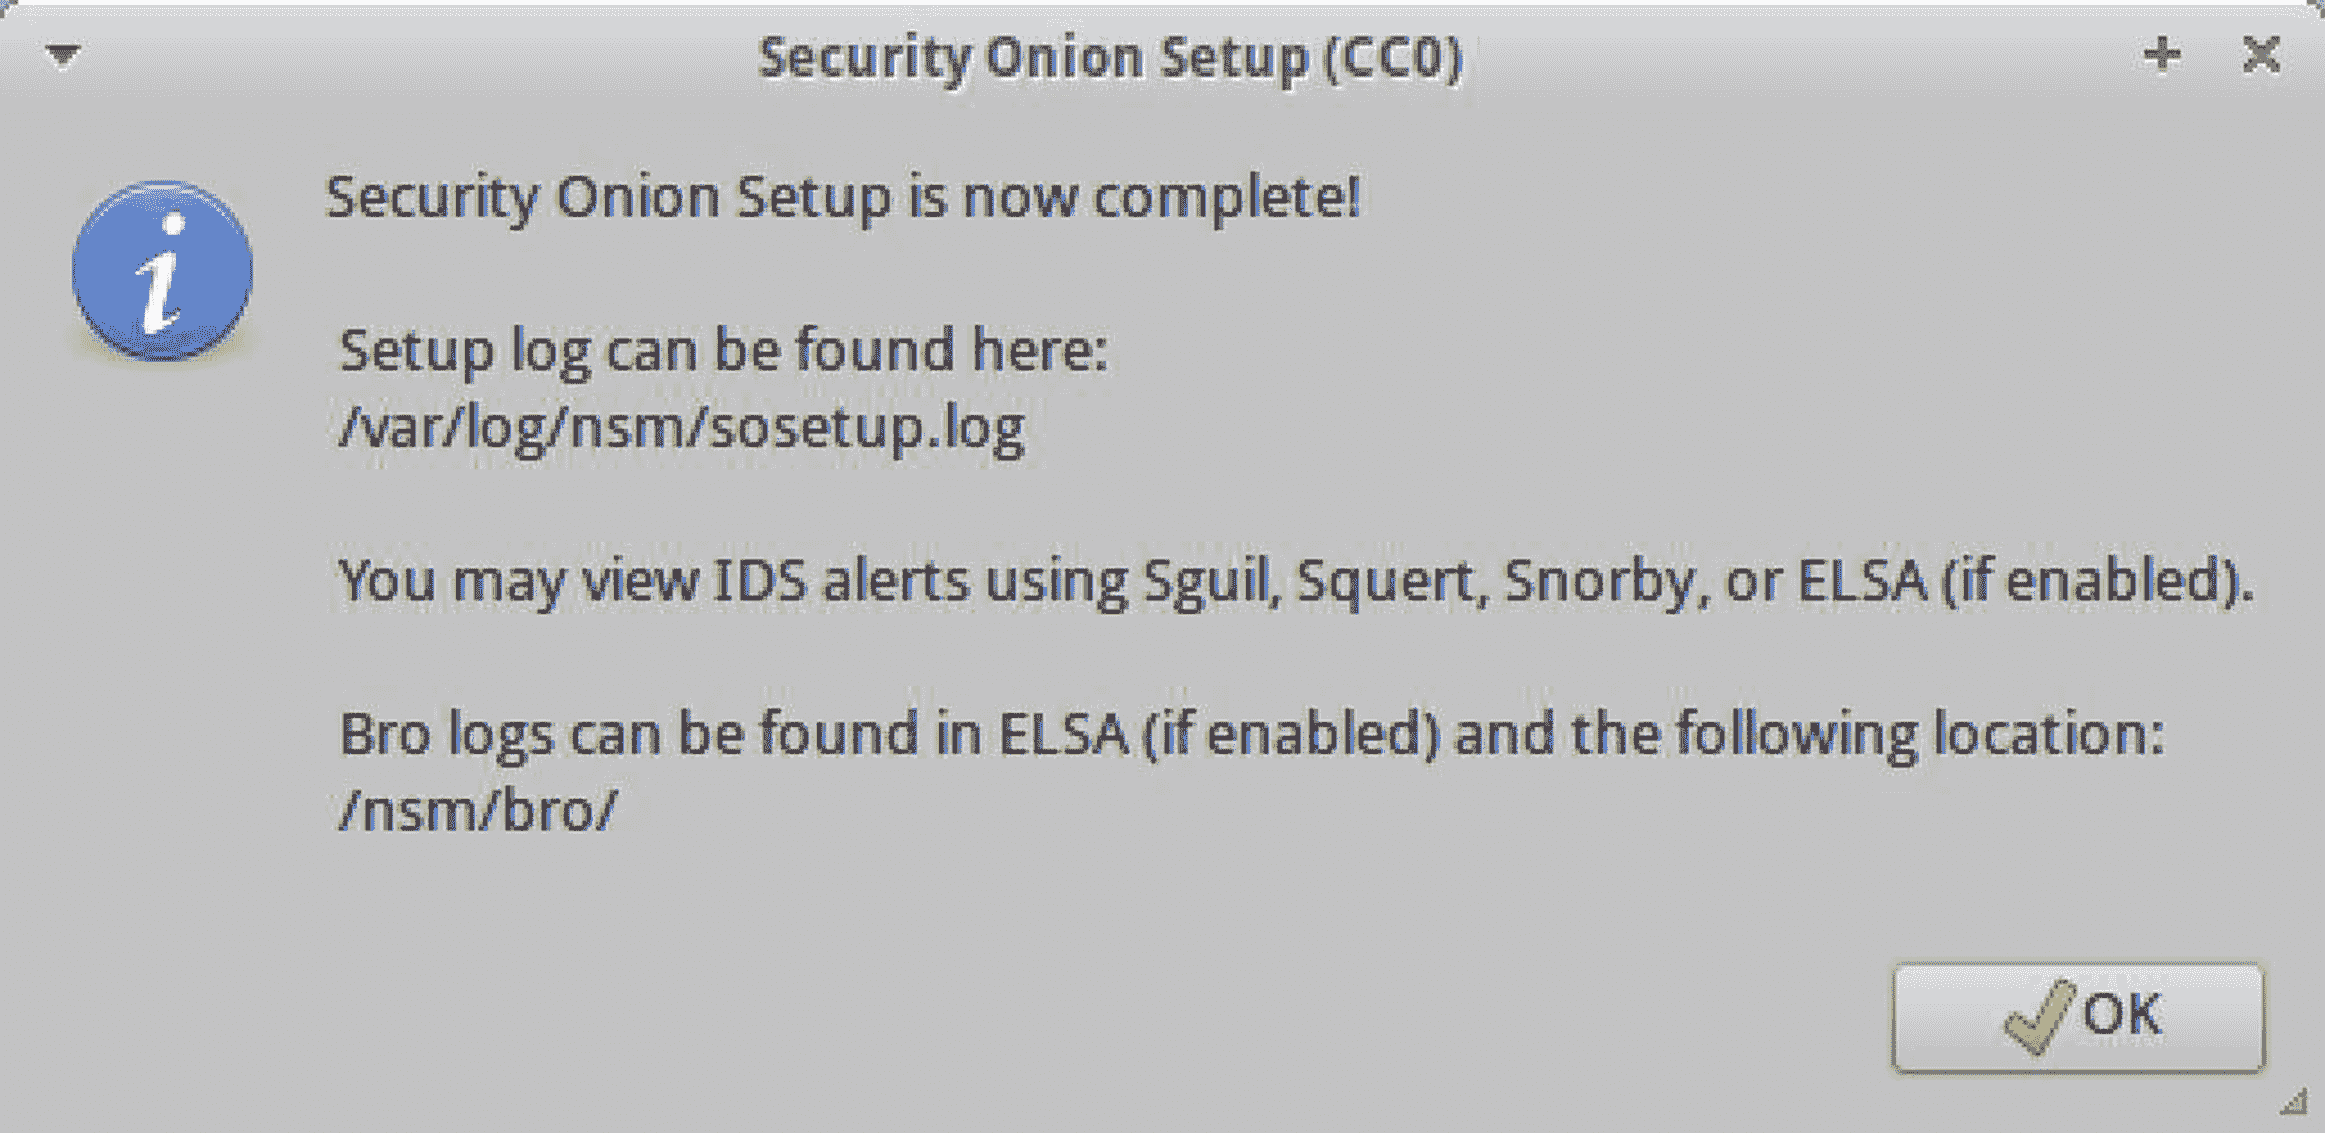 Security Onion Setup (CC0)
Security Onion Setup is now complete!
Setup log can be found here:
/var/log/nsm/sosetup.log
You may view IDS alerts using Sguil, Squert, Snorby, or ELSA (if enabled).
Bro logs can be found in ELSA (if enabled) and the following location:
/nsm/bro/
OK